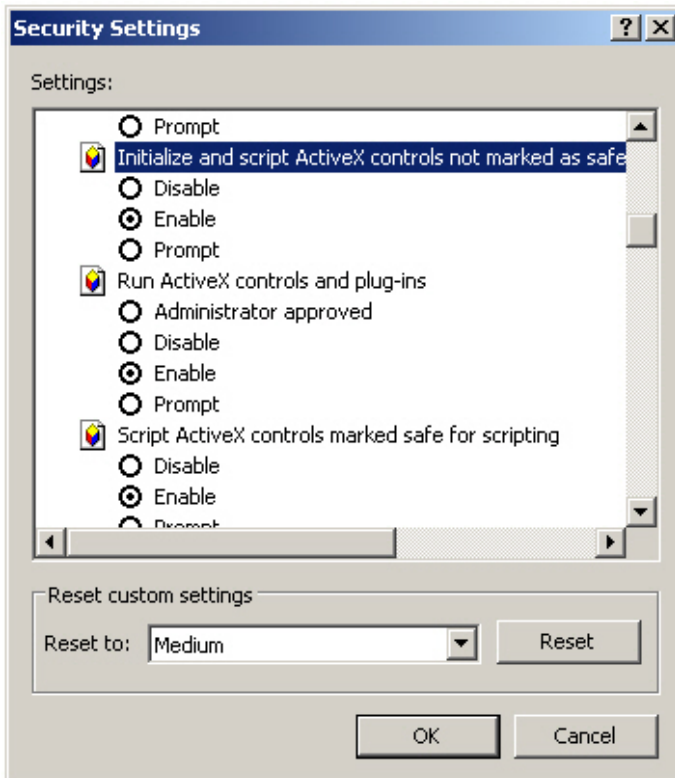 Security Settings
Settings:
Prompt
Initialize and script ActiveX controls not marked as safe
Disable
Enable
Prompt
Run ActiveX controls and plug-ins
Administrator approved
Disable
Enable
Prompt
Script ActiveX controls marked safe for scripting
Disable
Enable
Prompt
Reset custom settings
Reset to: Medium Reset
OK Cancel